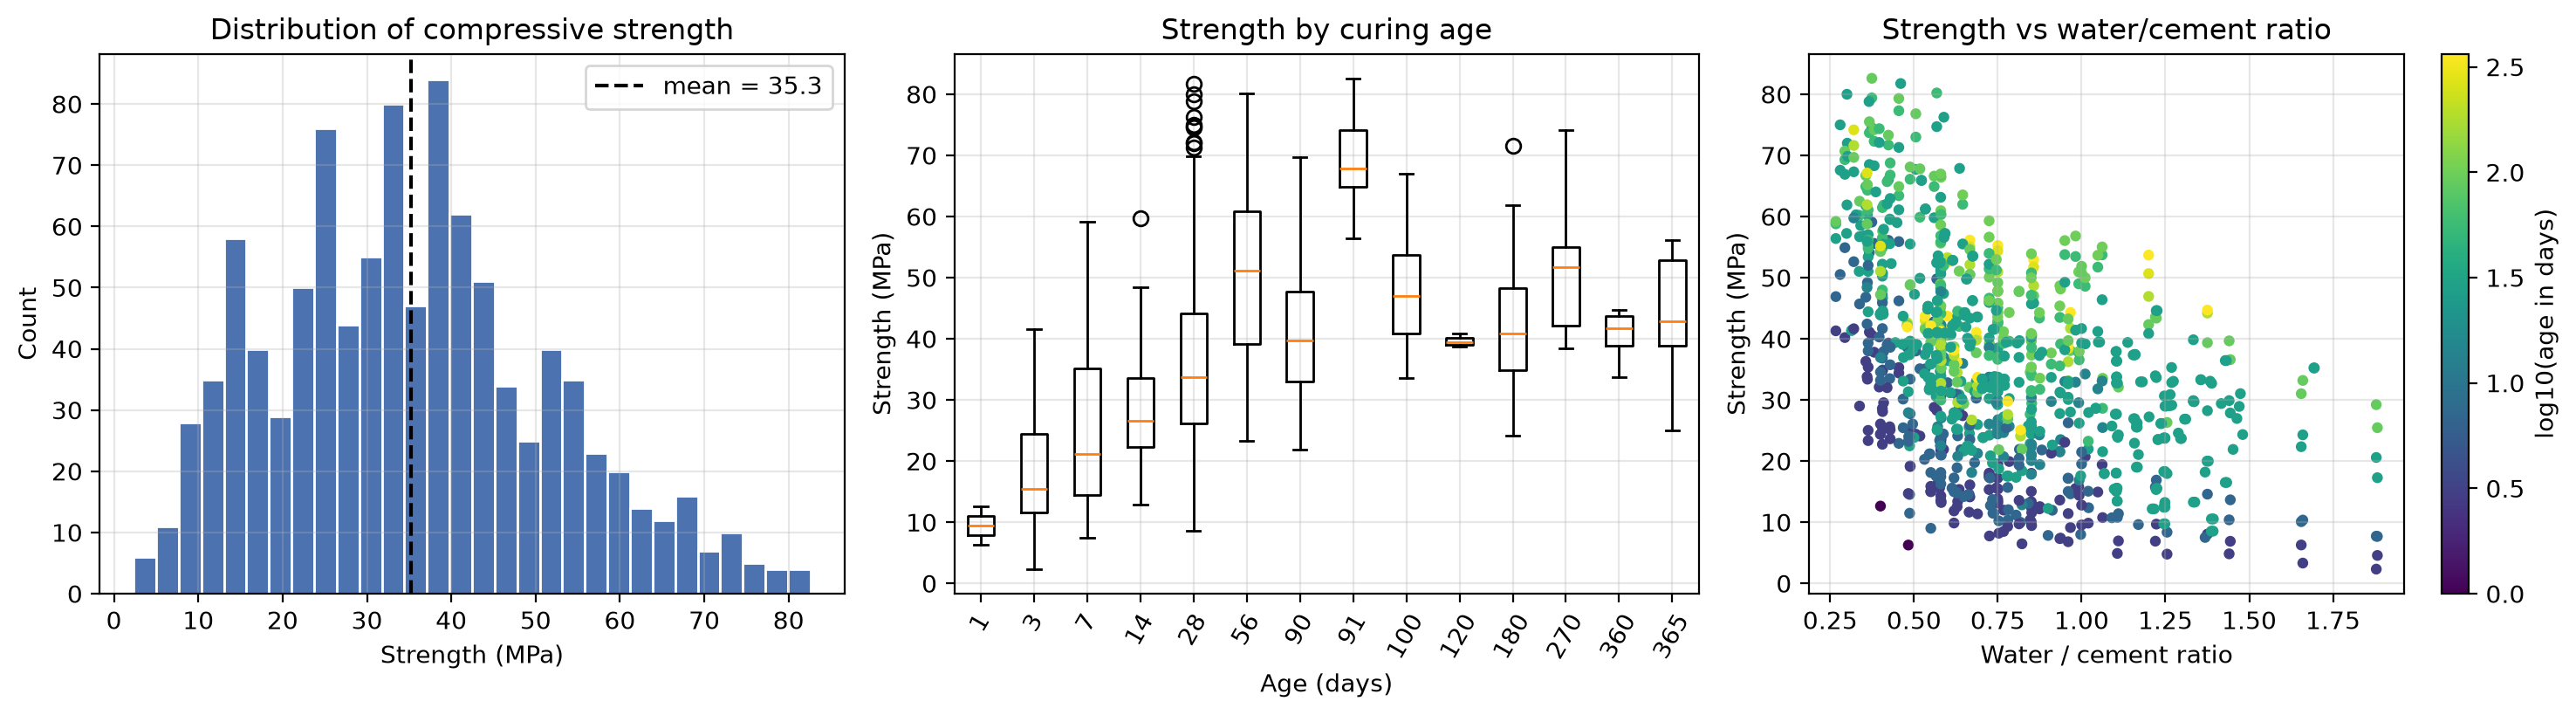 Distribution of compressive strength
mean = 35.3
Count
80
70
60
50
40
30
20
10
0
0 10 20 30 40 50 60 70 80
Strength (MPa)
Strength by curing age
Strength (MPa)
80
70
60
50
40
30
20
10
0
1 3 7 14 28 56 90 91 100 120 180 270 360 365
Age (days)
Strength vs water/cement ratio
Strength (MPa)
80
70
60
50
40
30
20
10
0
0.25 0.50 0.75 1.00 1.25 1.50 1.75
Water / cement ratio
2.5
2.0
1.5
1.0
0.5
0.0
log10(age in days)